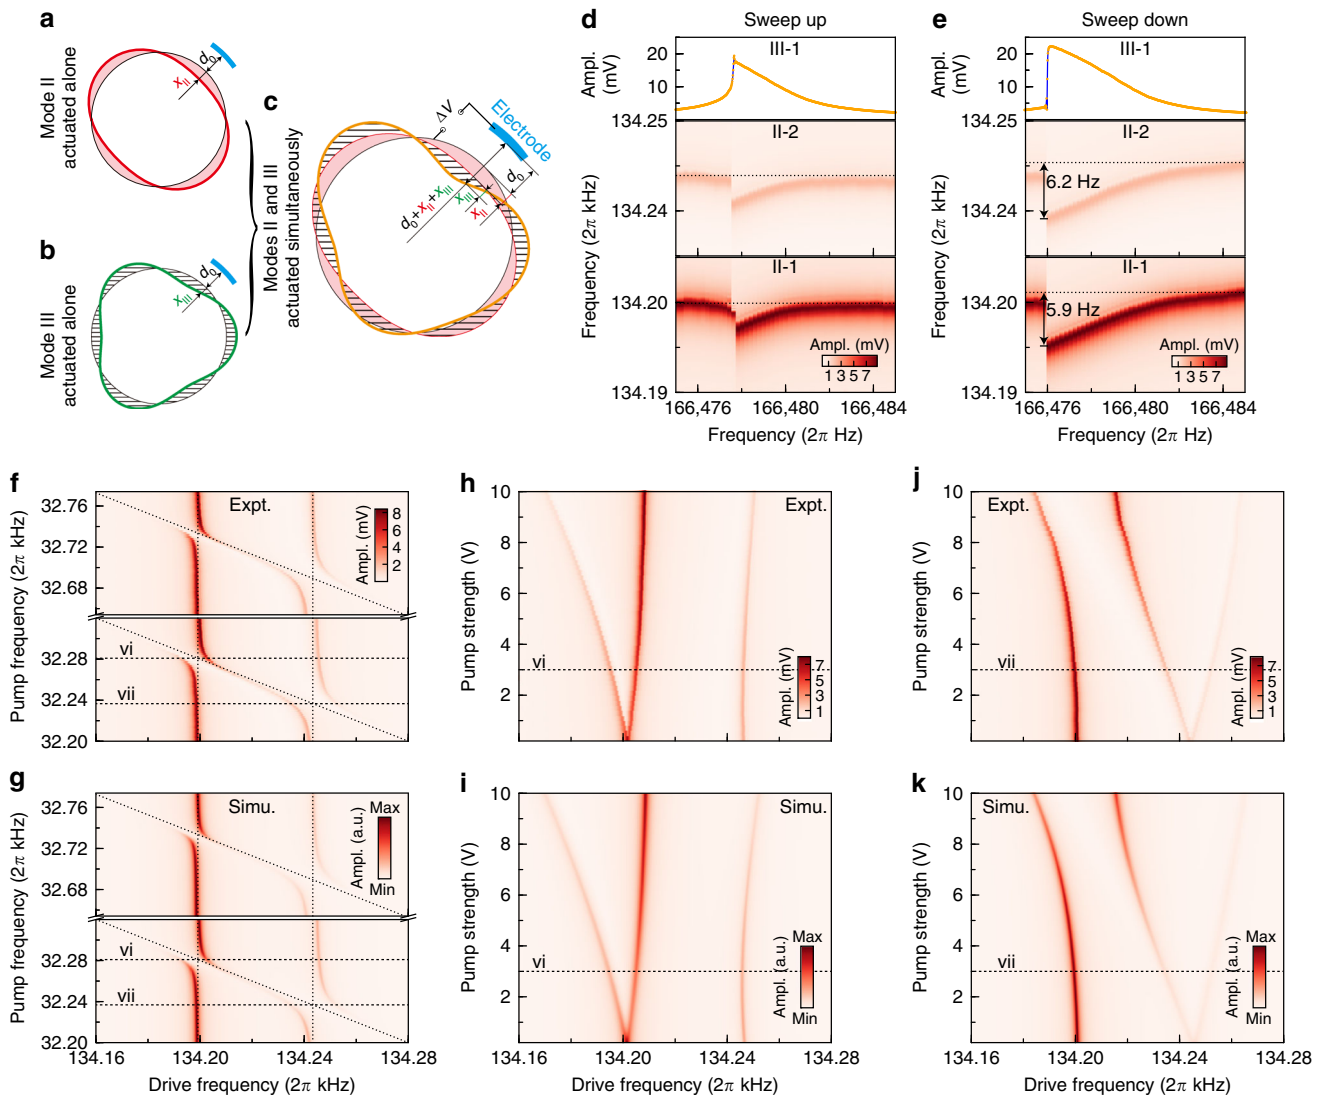 a
Mode II
actuated alone
d0
xII
b
Mode III
actuated alone
d0
xIII
c
Modes II and III
actuated simultaneously
ΔV
Electrode
d0
d0+xII+xIII
xIII
xII
d
Sweep up
III-1
Ampl.
(mV)
20
10
134.25
II-2
134.24
Frequency (2π kHz)
II-1
134.20
Ampl. (mV)
1 3 5 7
134.19
166,476 166,480 166,484
Frequency (2π Hz)
e
Sweep down
III-1
Ampl.
(mV)
20
10
134.25
II-2
6.2 Hz
134.24
Frequency (2π kHz)
II-1
134.20
5.9 Hz
Ampl. (mV)
1 3 5 7
134.19
166,476 166,480 166,484
Frequency (2π Hz)
f
Expt.
Ampl. (mV)
8
6
4
2
Pump frequency (2π kHz)
32.76
32.72
32.68
32.28
32.24
32.20
vi
vii
g
Simu.
Max
Ampl. (a.u.)
Min
Pump frequency (2π kHz)
32.76
32.72
32.68
32.28
32.24
32.20
vi
vii
134.16 134.20 134.24 134.28
Drive frequency (2π kHz)
h
Expt.
Pump strength (V)
10
8
6
4
2
vi
Ampl. (mV)
7
5
3
1
i
Simu.
Pump strength (V)
10
8
6
4
2
vi
Max
Ampl. (a.u.)
Min
134.16 134.20 134.24 134.28
Drive frequency (2π kHz)
j
Expt.
Pump strength (V)
10
8
6
4
2
vii
Ampl. (mV)
7
5
3
1
k
Simu.
Pump strength (V)
10
8
6
4
2
vii
Max
Ampl. (a.u.)
Min
134.16 134.20 134.24 134.28
Drive frequency (2π kHz)